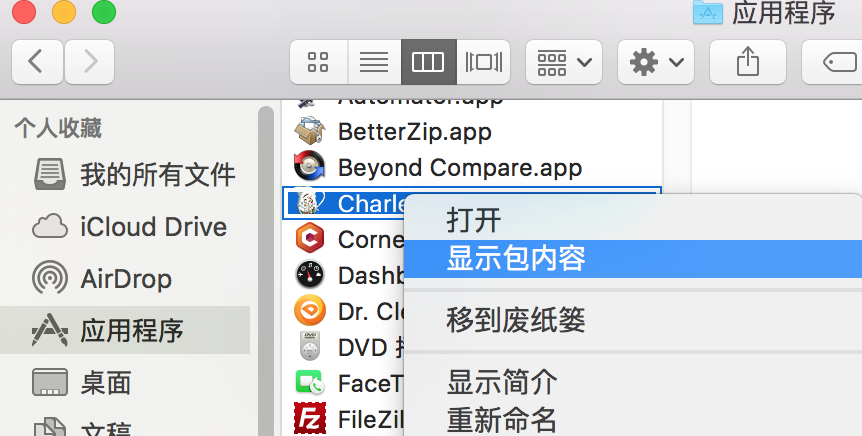 应用程序
个人收藏
我的所有文件
iCloud Drive
AirDrop
应用程序
桌面
文稿
Automator.app
BetterZip.app
Beyond Compare.app
Charle
Corne
Dashb
Dr. Cle
DVD
FaceT
FileZil
打开
显示包内容
移到废纸篓
显示简介
重新命名